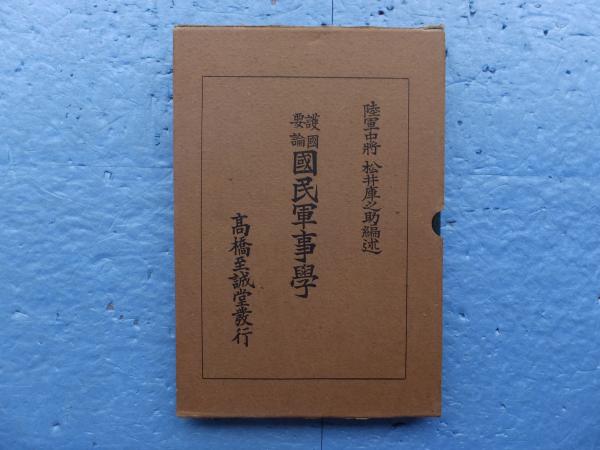 陸軍中將 松井庫之助編述
護國要論 國民軍事學
高橋至誠堂發行